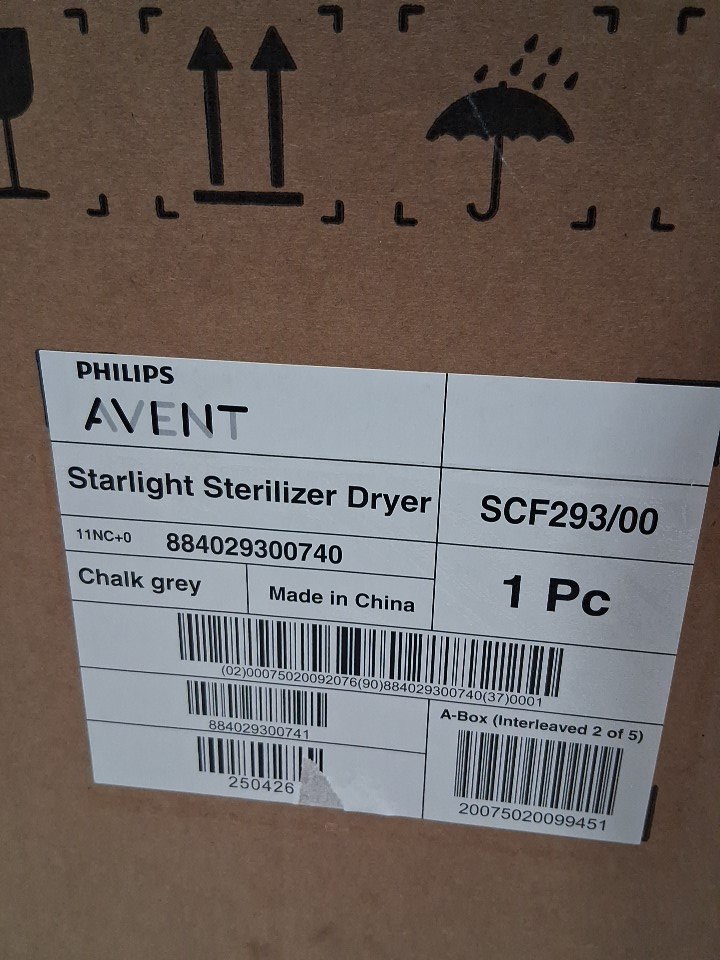 PHILIPS
AVENT
Starlight Sterilizer Dryer
SCF293/00
11NC+0 884029300740
1 Pc
Chalk grey
Made in China
(02)00075020092076(90)884029300740(37)0001
884029300741
A-Box (Interleaved 2 of 5)
250426
20075020099451